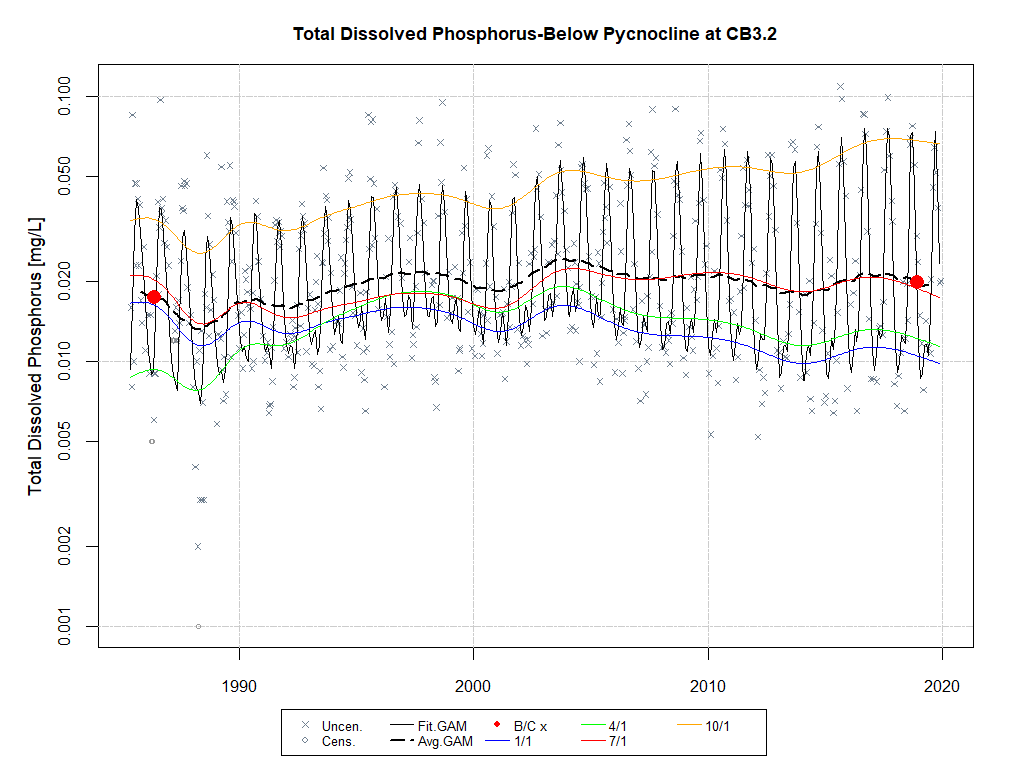 Total Dissolved Phosphorus-Below Pycnocline at CB3.2
Total Dissolved Phosphorus [mg/L]
0.100
0.050
0.020
0.010
0.005
0.002
0.001
1990 2000 2010 2020
Uncen. Fit.GAM B/C x 4/1 10/1
Cens. Avg.GAM 1/1 7/1